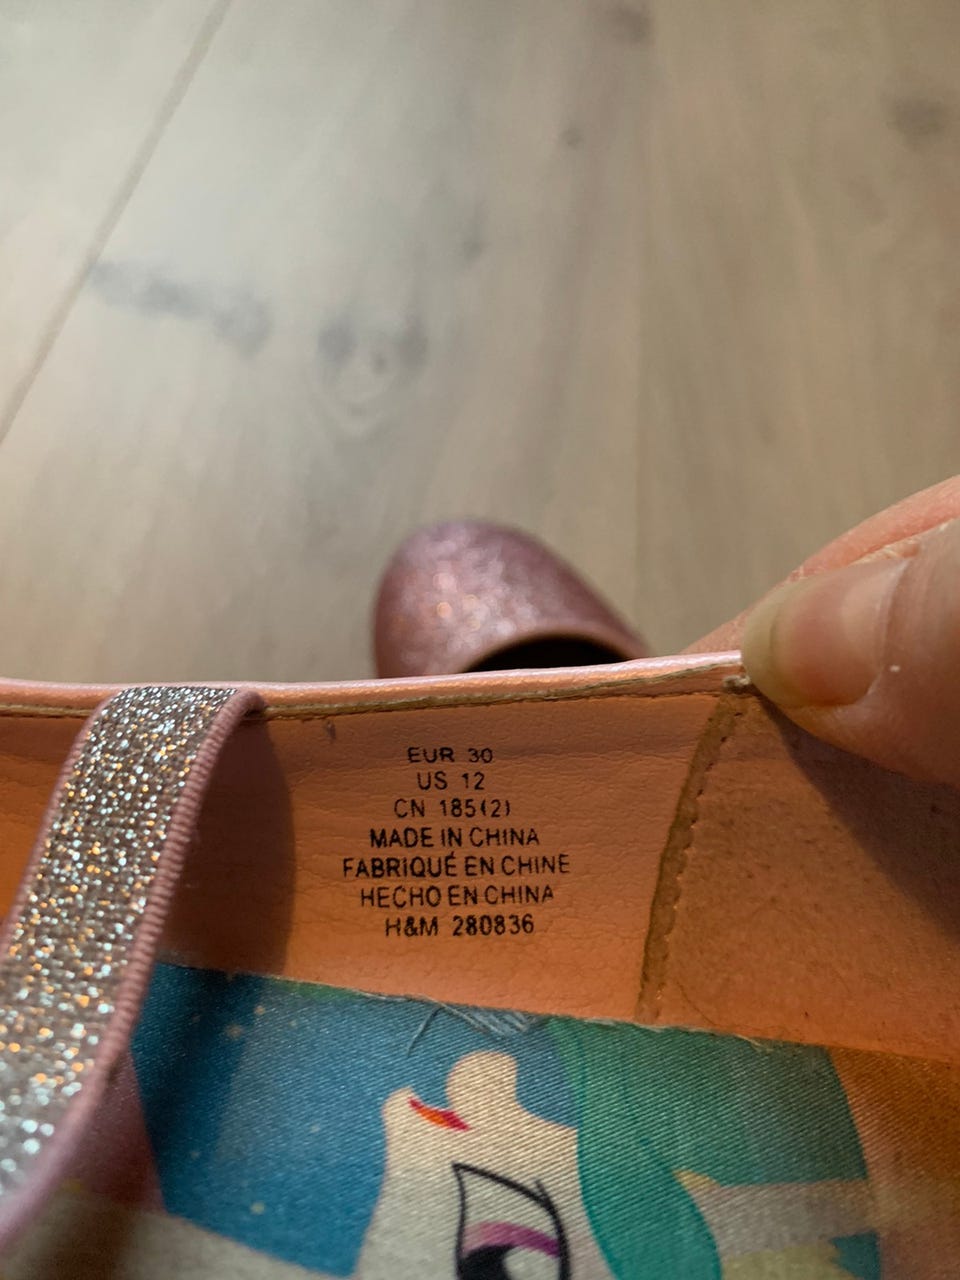 EUR 30
US 12
CN 185(2)
MADE IN CHINA
FABRIQUÉ EN CHINE
HECHO EN CHINA
H&M 280836